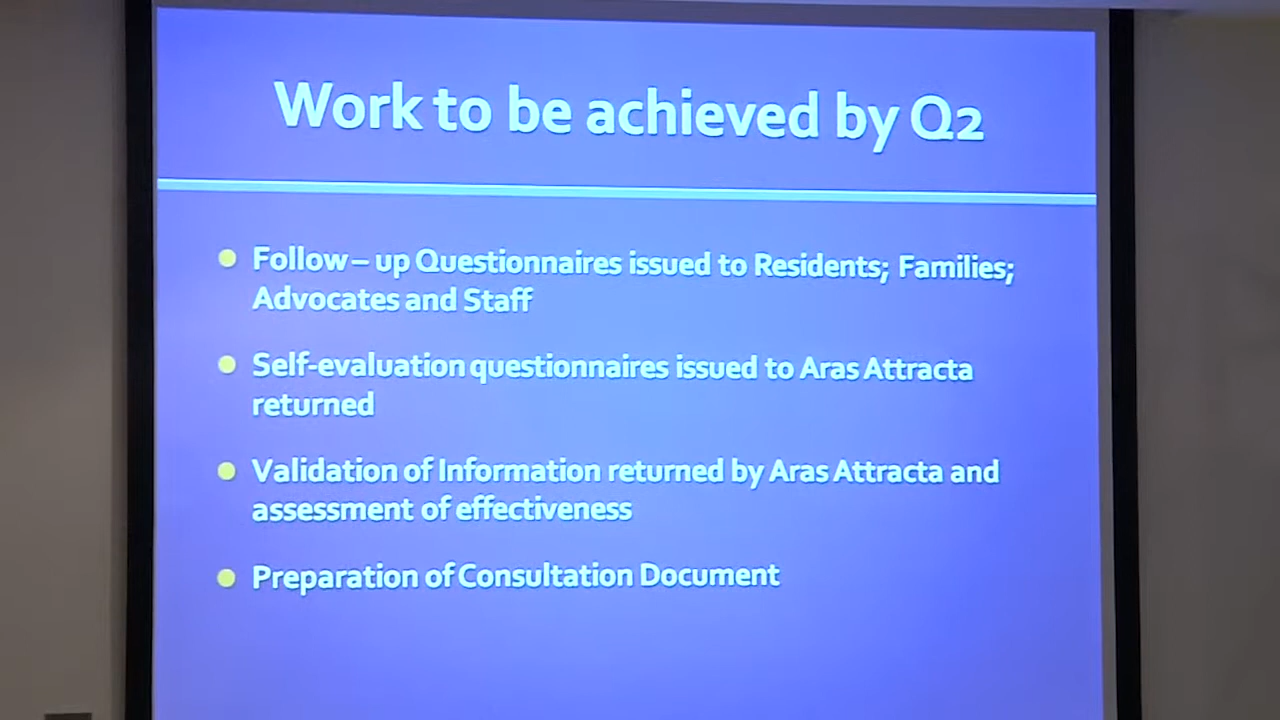 Work to be achieved by Q2
Follow – up Questionnaires issued to Residents; Families;
Advocates and Staff
Self-evaluation questionnaires issued to Aras Attracta
returned
Validation of Information returned by Aras Attracta and
assessment of effectiveness
Preparation of Consultation Document